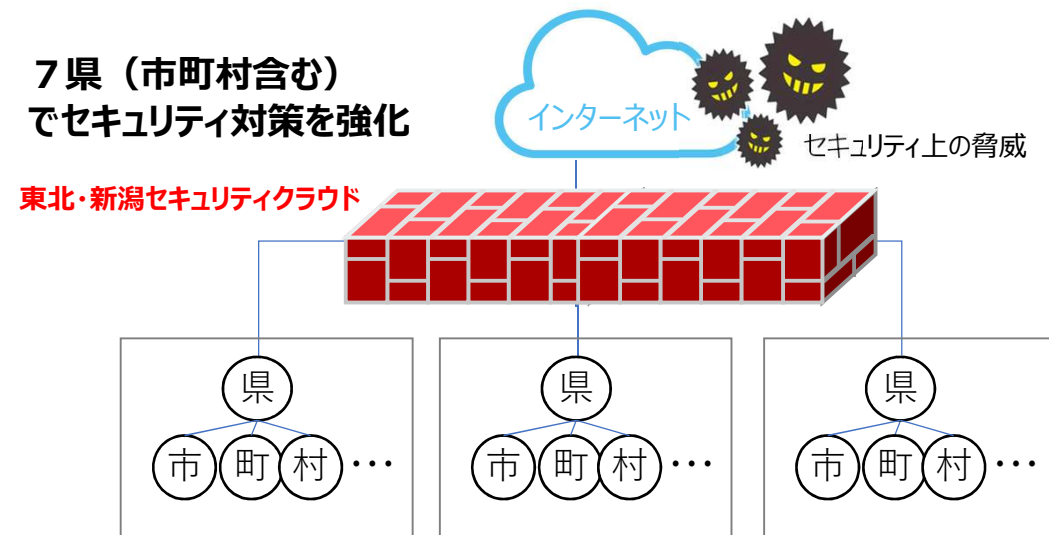 ７県（市町村含む）
でセキュリティ対策を強化
インターネット
セキュリティ上の脅威
東北・新潟セキュリティクラウド
県
県
県
市 町 村 ・・・
市 町 村 ・・・
市 町 村 ・・・